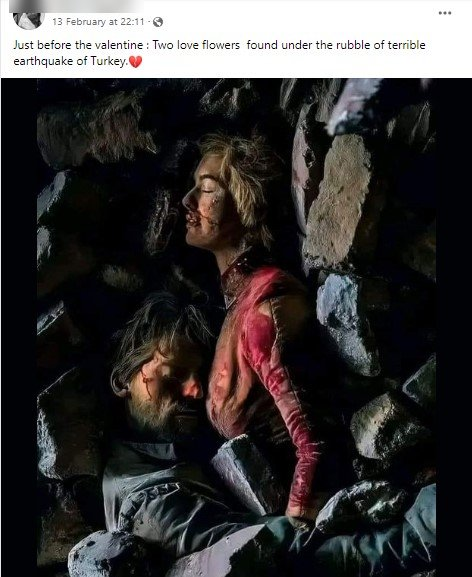 13 February at 22:11 ·
Just before the valentine : Two love flowers found under the rubble of terrible
earthquake of Turkey.💔